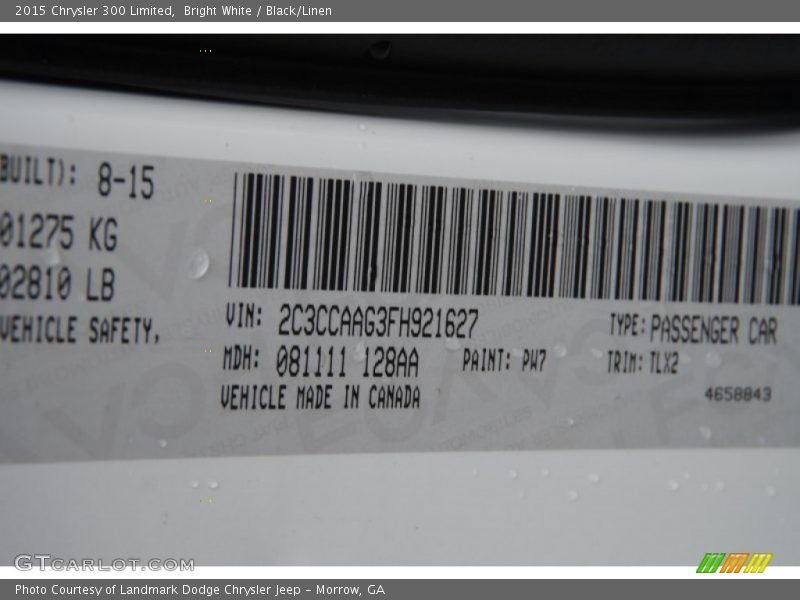 2015 Chrysler 300 Limited, Bright White / Black/Linen
BUILT): 8-15
01275 KG
02810 LB
VEHICLE SAFETY,
VIN: 2C3CCAAG3FH921627
TYPE: PASSENGER CAR
MDH: 081111 128AA
PAINT: PW7
TRIM: TLX2
VEHICLE MADE IN CANADA
4658843
GTCARLOT.COM
Photo Courtesy of Landmark Dodge Chrysler Jeep - Morrow, GA